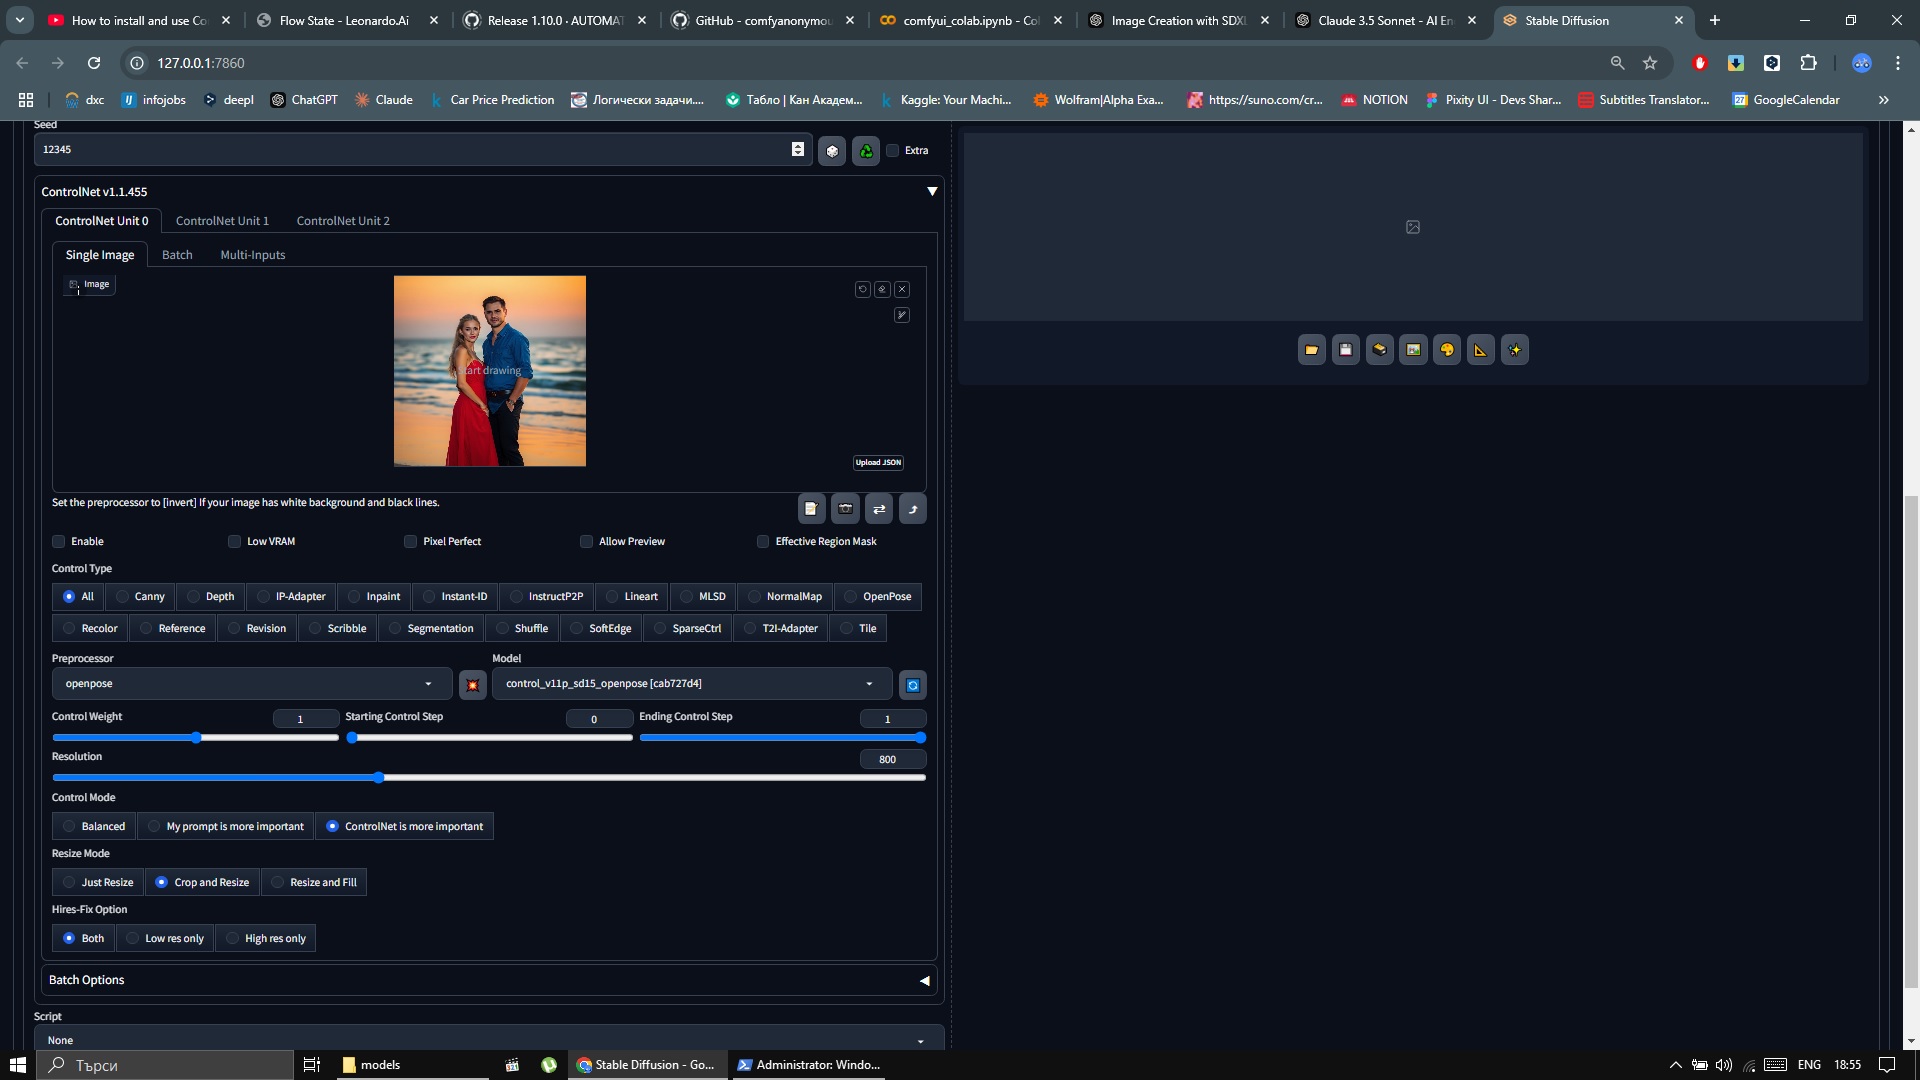 How to install and use Co
Flow State - Leonardo.Ai
Release 1.10.0 · AUTOMAT
GitHub - comfyanonymou
comfyui_colab.ipynb - Co
Image Creation with SDXL
Claude 3.5 Sonnet - AI En
Stable Diffusion
127.0.0.1:7860
dxc
infojobs
deepl
ChatGPT
Claude
Car Price Prediction
Логически задачи....
Табло | Кан Академ...
Kaggle: Your Machi...
Wolfram|Alpha Exa...
https://suno.com/cr...
NOTION
Pixity UI - Devs Shar...
Subtitles Translator...
GoogleCalendar
Seed
12345
Extra
ControlNet v1.1.455
ControlNet Unit 0
ControlNet Unit 1
ControlNet Unit 2
Single Image
Batch
Multi-Inputs
Image
tart drawing
Upload JSON
Set the preprocessor to [invert] If your image has white background and black lines.
Enable
Low VRAM
Pixel Perfect
Allow Preview
Effective Region Mask
Control Type
All
Canny
Depth
IP-Adapter
Inpaint
Instant-ID
InstructP2P
Lineart
MLSD
NormalMap
OpenPose
Recolor
Reference
Revision
Scribble
Segmentation
Shuffle
SoftEdge
SparseCtrl
T2I-Adapter
Tile
Preprocessor
Model
openpose
control_v11p_sd15_openpose [cab727d4]
Control Weight
1
Starting Control Step
0
Ending Control Step
1
Resolution
800
Control Mode
Balanced
My prompt is more important
ControlNet is more important
Resize Mode
Just Resize
Crop and Resize
Resize and Fill
Hires-Fix Option
Both
Low res only
High res only
Batch Options
Script
None
Търси
models
Stable Diffusion - Go...
Administrator: Windo...
ENG
18:55